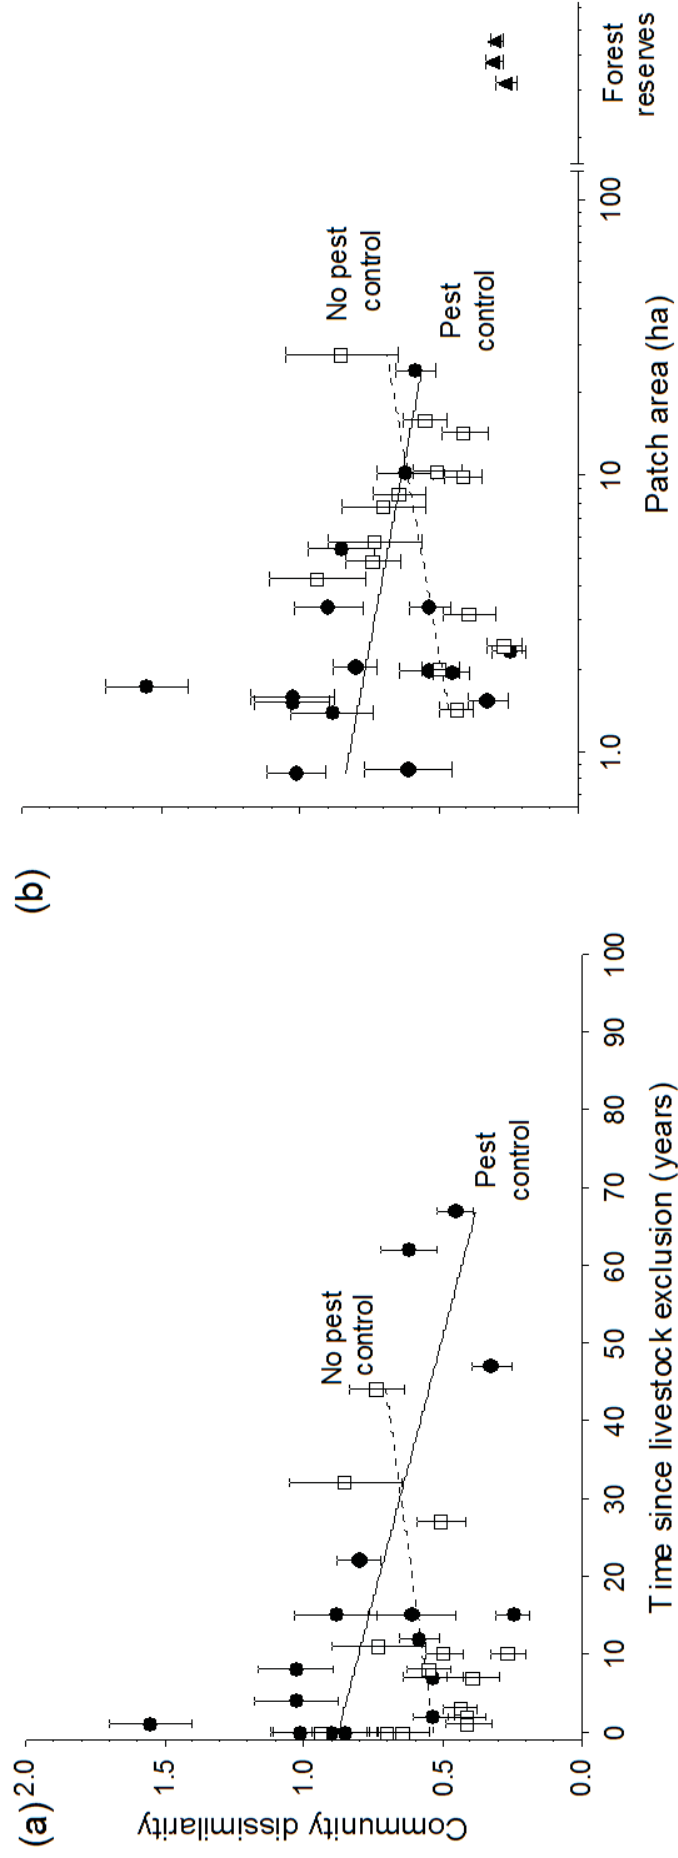 (a)
2.0
1.5
1.0
0.5
0.0
Community dissimilarity
No pest
control
Pest
control
0 10 20 30 40 50 60 70 80 90 100
Time since livestock exclusion (years)
(b)
No pest
control
Pest
control
1.0 10 100
Forest
reserves
Patch area (ha)